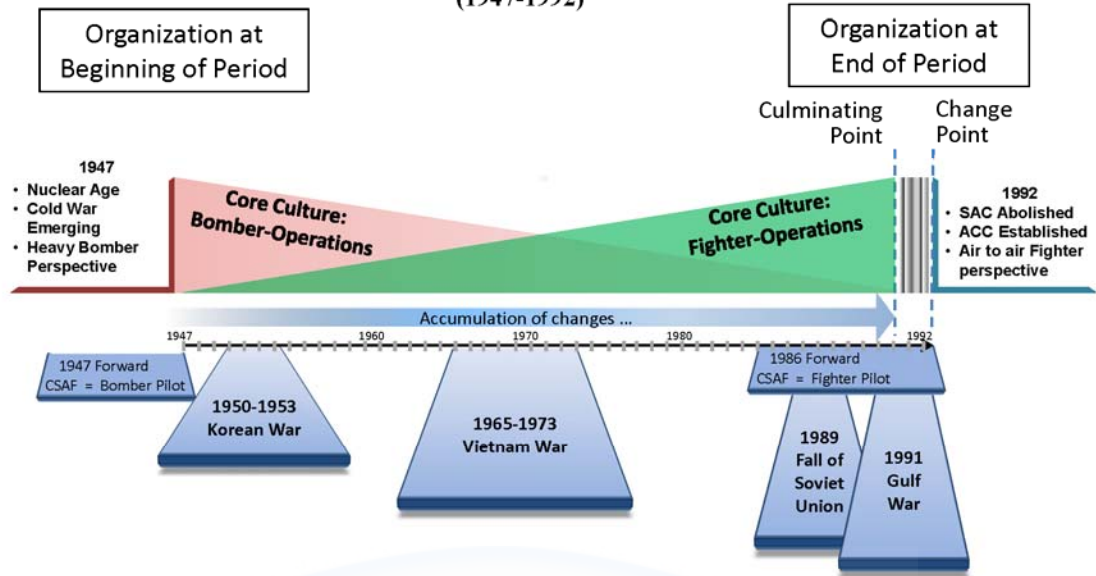 (1947-1992)
Organization at
Beginning of Period
Organization at
End of Period
Culminating
Point
Change
Point
1947
• Nuclear Age
• Cold War
Emerging
• Heavy Bomber
Perspective
Core Culture:
Bomber-Operations
Core Culture:
Fighter-Operations
1992
• SAC Abolished
• ACC Established
• Air to air Fighter
perspective
Accumulation of changes ...
1947
1960
1970
1980
1992
1947 Forward
CSAF = Bomber Pilot
1950-1953
Korean War
1965-1973
Vietnam War
1986 Forward
CSAF = Fighter Pilot
1989
Fall of
Soviet
Union
1991
Gulf
War